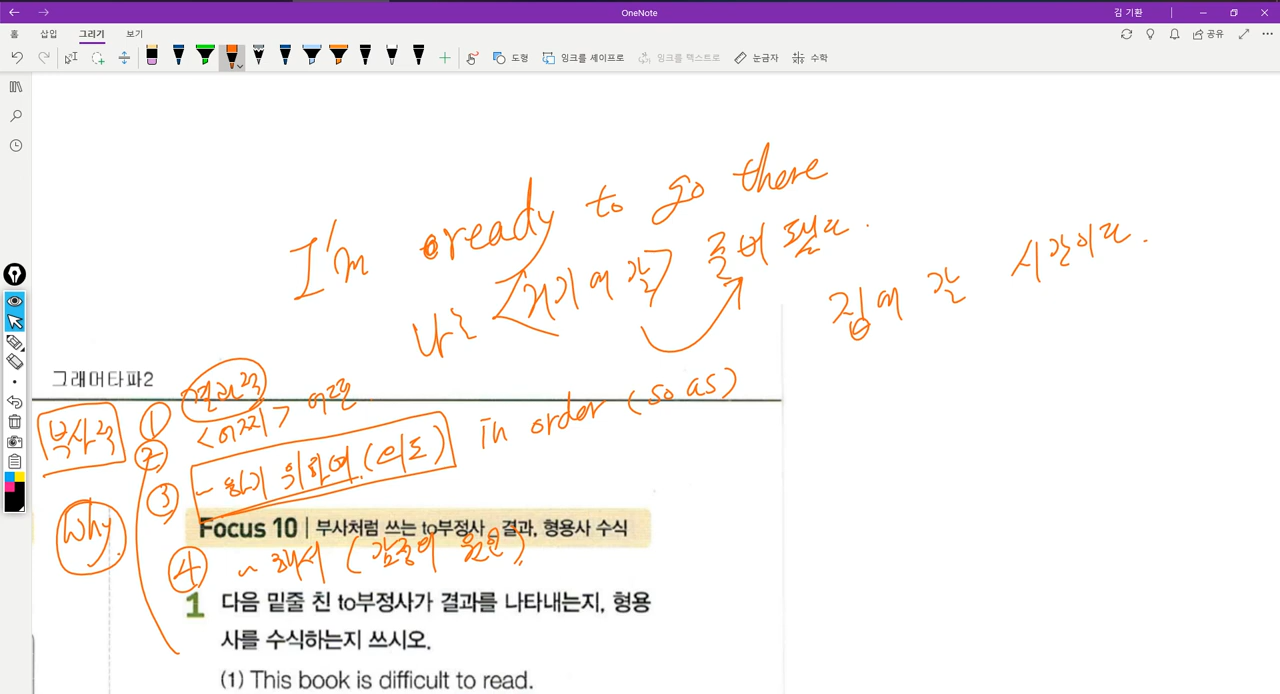 OneNote
김 기환
홈 삽입 그리기 보기
공유
도형 잉크를 셰이프로 잉크를 텍스트로 눈금자 수학
I'm ready to go there
나는 <거기에 갈> 준비 됐다.
집에 갈 시간이다.
그래머타파2
부사적 ①
② <어찌>
③ ~하기 위하여 (의도) in order (so as)
Why
Focus 10 | 부사처럼 쓰는 to부정사_결과, 형용사 수식
④ ~해서 (감정의 원인)
1 다음 밑줄 친 to부정사가 결과를 나타내는지, 형용
사를 수식하는지 쓰시오.
(1) This book is difficult to read.